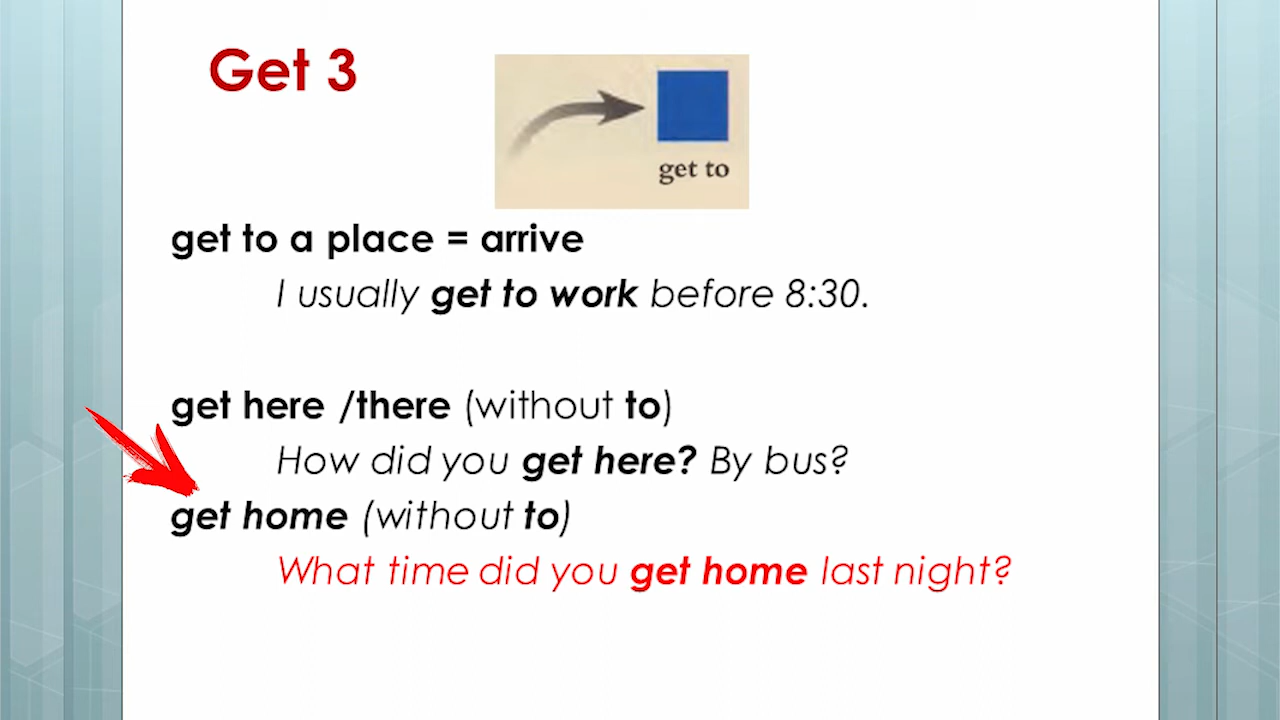 Get 3
get to
get to a place = arrive
I usually get to work before 8:30.
get here /there (without to)
How did you get here? By bus?
get home (without to)
What time did you get home last night?